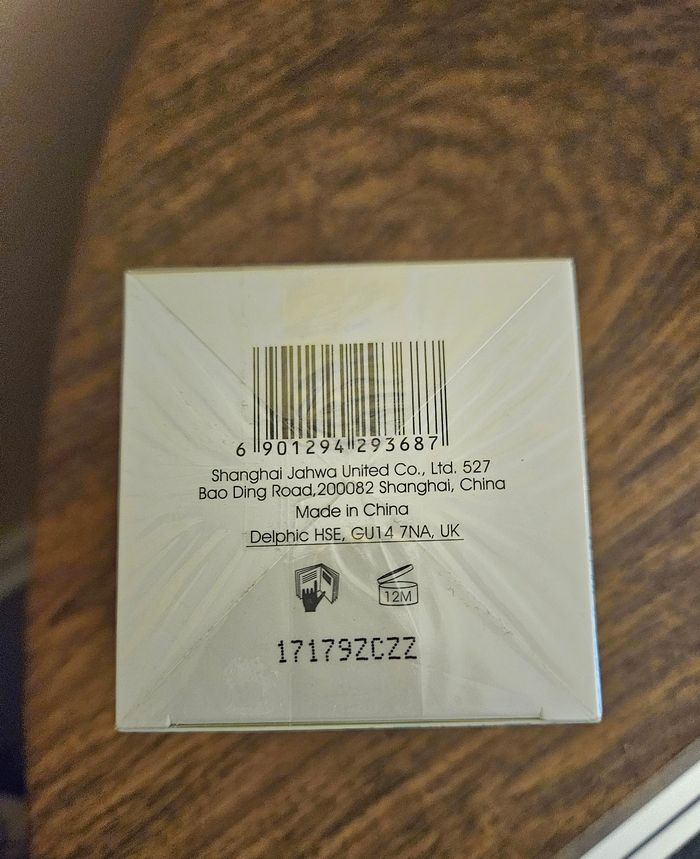 6 901294 293687
Shanghai Jahwa United Co., Ltd. 527
Bao Ding Road,200082 Shanghai, China
Made in China
Delphic HSE, GU14 7NA, UK
12M
17179ZCZZ